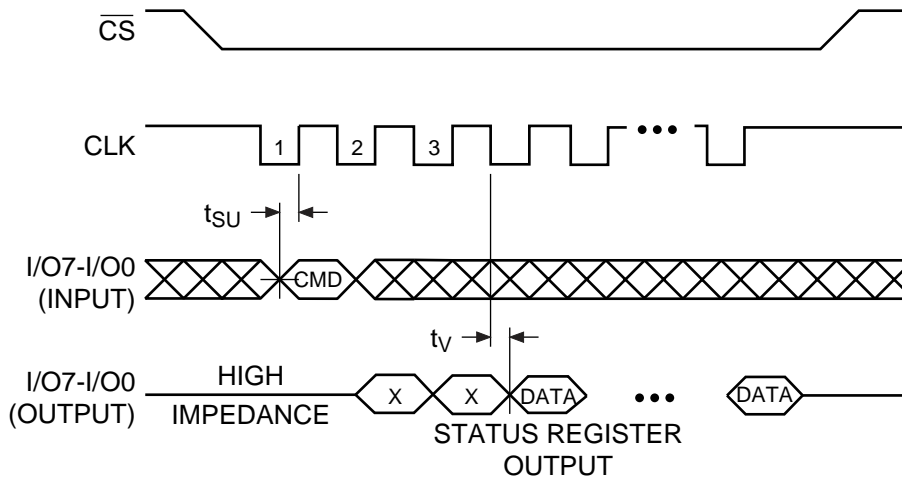 CS
CLK
1 2 3 •••
tSU
I/O7-I/O0
(INPUT)
CMD
tV
I/O7-I/O0
(OUTPUT)
HIGH
IMPEDANCE
X X DATA ••• DATA
STATUS REGISTER
OUTPUT